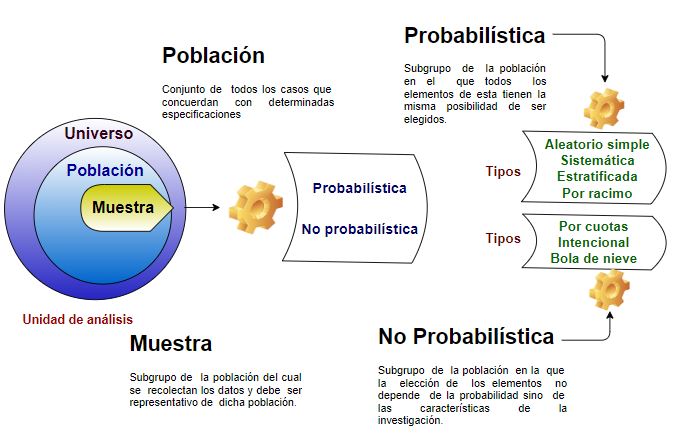 Población
Conjunto de todos los casos que
concuerdan con determinadas
especificaciones
Probabilística
Subgrupo de la población
en el que todos los
elementos de esta tienen la
misma posibilidad de ser
elegidos.
Universo
Población
Muestra
Unidad de análisis
Probabilística
No probabilística
Tipos
Aleatorio simple
Sistemática
Estratificada
Por racimo
Tipos
Por cuotas
Intencional
Bola de nieve
Muestra
Subgrupo de la población del cual
se recolectan los datos y debe ser
representativo de dicha población.
No Probabilística
Subgrupo de la población en la que
la elección de los elementos no
depende de la probabilidad sino de
las características de la
investigación.